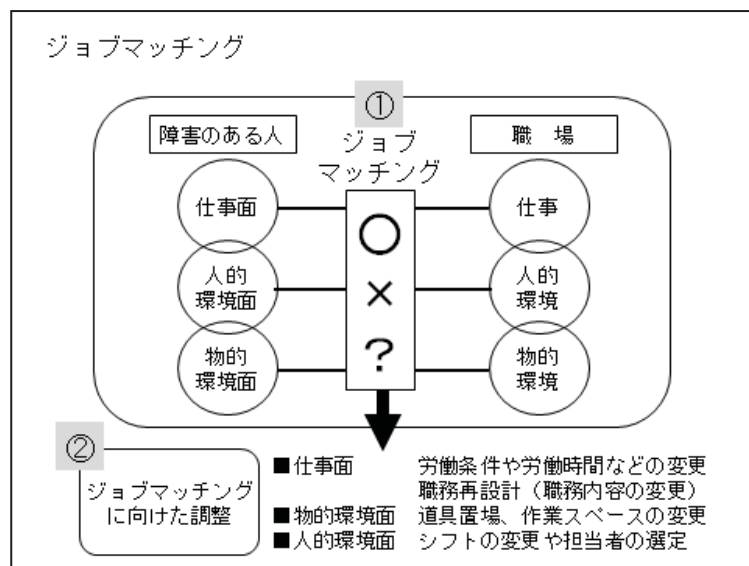 ジョブマッチング
①
障害のある人
ジョブ
マッチング
職　場
仕事面
○
仕事
人的
環境面
×
人的
環境
物的
環境面
?
物的
環境
②
ジョブマッチング
に向けた調整
■仕事面　労働条件や労働時間などの変更
職務再設計（職務内容の変更）
■物的環境面　道具置場、作業スペースの変更
■人的環境面　シフトの変更や担当者の選定